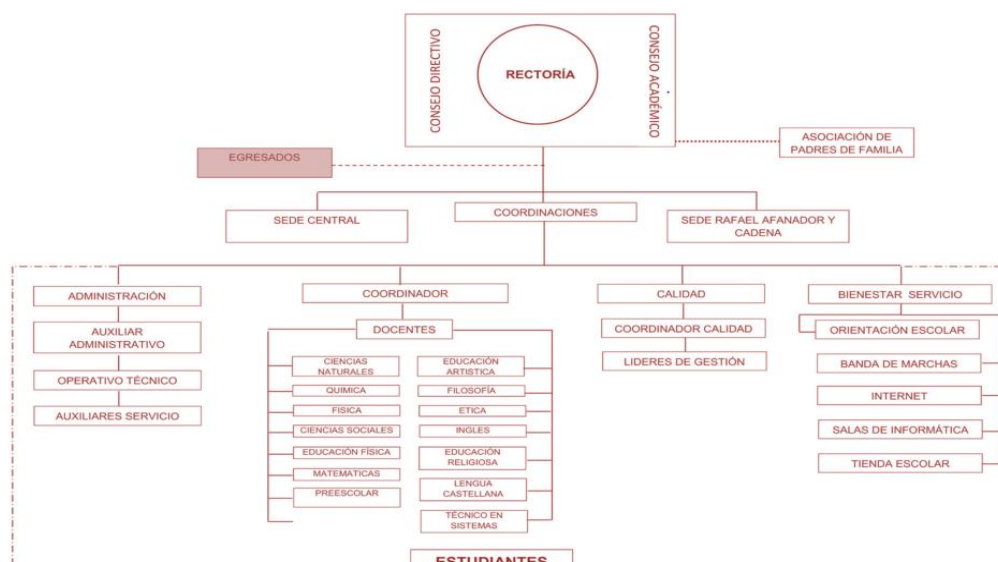 CONSEJO DIRECTIVO
RECTORÍA
CONSEJO ACADÉMICO
ASOCIACIÓN DE
PADRES DE FAMILIA
EGRESADOS
SEDE CENTRAL
COORDINACIONES
SEDE RAFAEL AFANADOR Y
CADENA
ADMINISTRACIÓN
AUXILIAR
ADMINISTRATIVO
OPERATIVO TÉCNICO
AUXILIARES SERVICIO
COORDINADOR
DOCENTES
CIENCIAS
NATURALES
QUIMICA
FISICA
CIENCIAS SOCIALES
EDUCACIÓN FÍSICA
MATEMATICAS
PREESCOLAR
EDUCACIÓN
ARTISTICA
FILOSOFÍA
ETICA
INGLES
EDUCACIÓN
RELIGIOSA
LENGUA
CASTELLANA
TÉCNICO EN
SISTEMAS
CALIDAD
COORDINADOR CALIDAD
LIDERES DE GESTIÓN
BIENESTAR SERVICIO
ORIENTACIÓN ESCOLAR
BANDA DE MARCHAS
INTERNET
SALAS DE INFORMÁTICA
TIENDA ESCOLAR
ESTUDIANTES